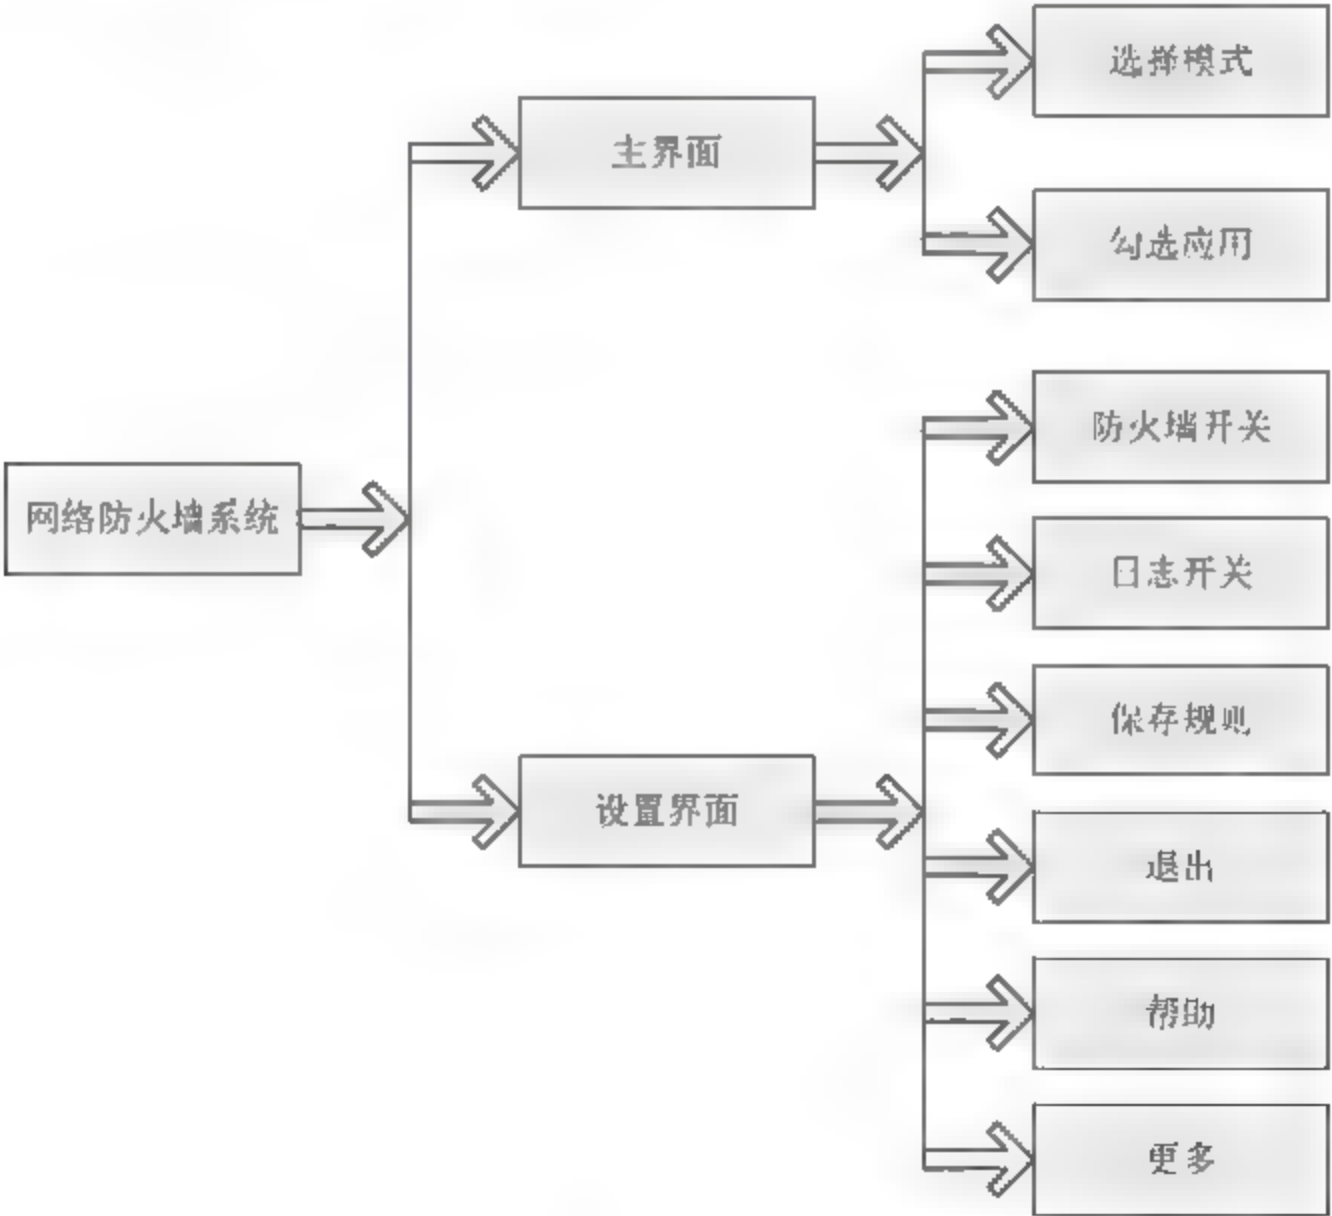 网络防火墙系统
主界面
选择模式
勾选应用
设置界面
防火墙开关
日志开关
保存规则
退出
帮助
更多